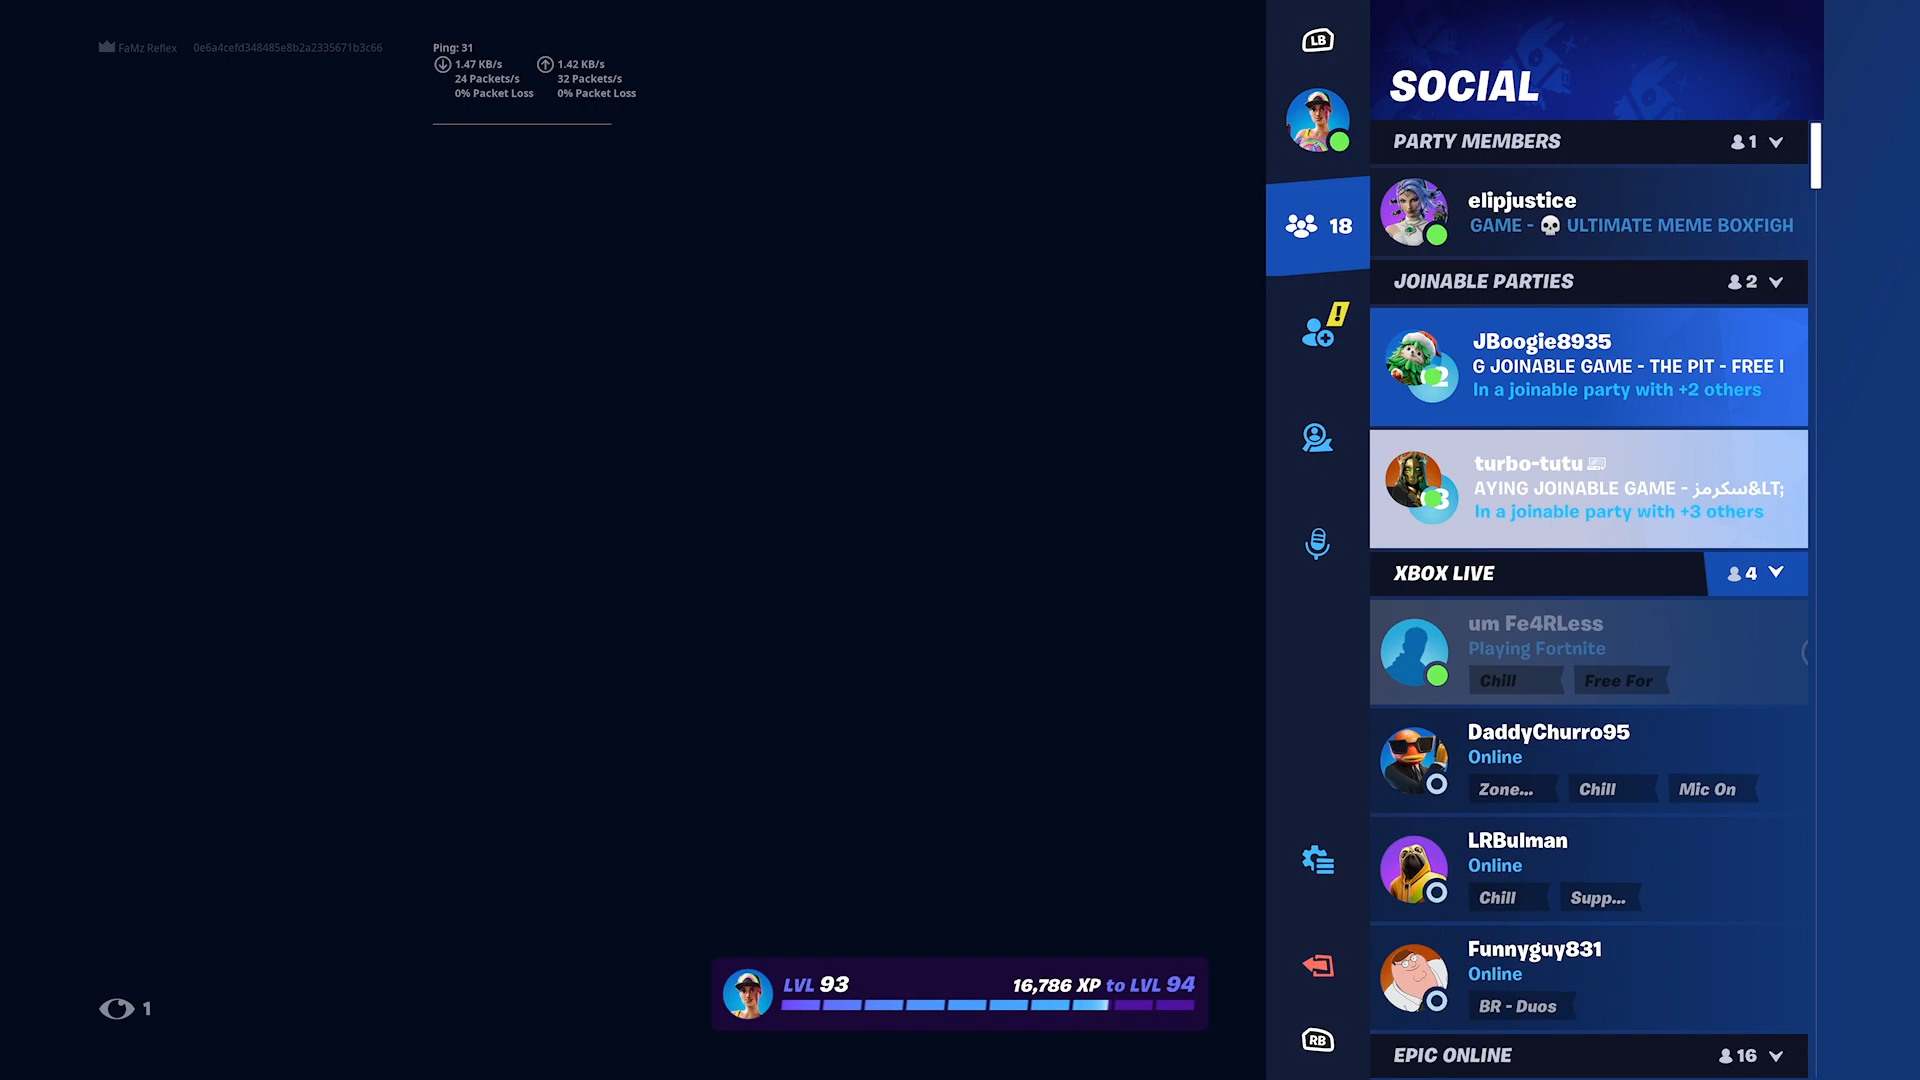 FaMz Reflex 0e6a4cefd348485e8b2a2335671b3c66
Ping: 31
1.47 KB/s 1.42 KB/s
24 Packets/s 32 Packets/s
0% Packet Loss 0% Packet Loss
LB
SOCIAL
PARTY MEMBERS 1
18
elipjustice
GAME - 💀 ULTIMATE MEME BOXFIGH
JOINABLE PARTIES 2
!
JBoogie8935
G JOINABLE GAME - THE PIT - FREE
In a joinable party with +2 others
turbo-tutu
AYING JOINABLE GAME - سكرمز&LT;
In a joinable party with +3 others
XBOX LIVE 4
um Fe4RLess
Playing Fortnite
Chill Free For
DaddyChurro95
Online
Zone... Chill Mic On
LRBulman
Online
Chill Supp...
Funnyguy831
Online
BR - Duos
EPIC ONLINE 16
LVL 93 16,786 XP to LVL 94
1
RB